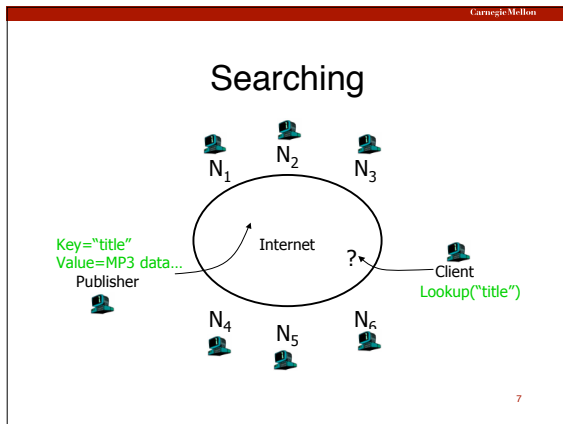 Carnegie Mellon
Searching
N1
N2
N3
Key="title"
Value=MP3 data...
Publisher
Internet
?
Client
Lookup("title")
N4
N5
N6
7